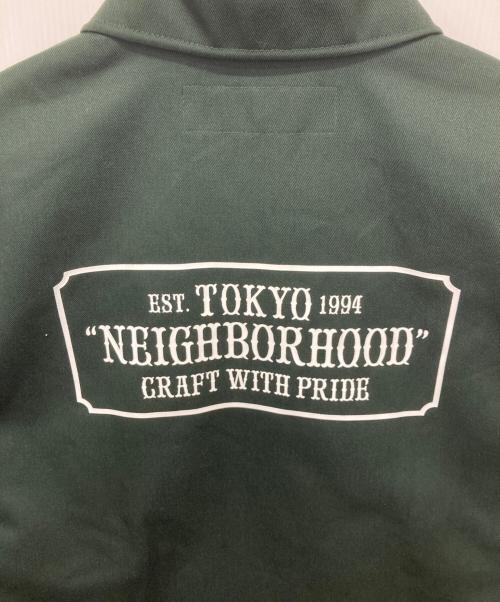 EST. TOKYO 1994
“NEIGHBORHOOD”
CRAFT WITH PRIDE